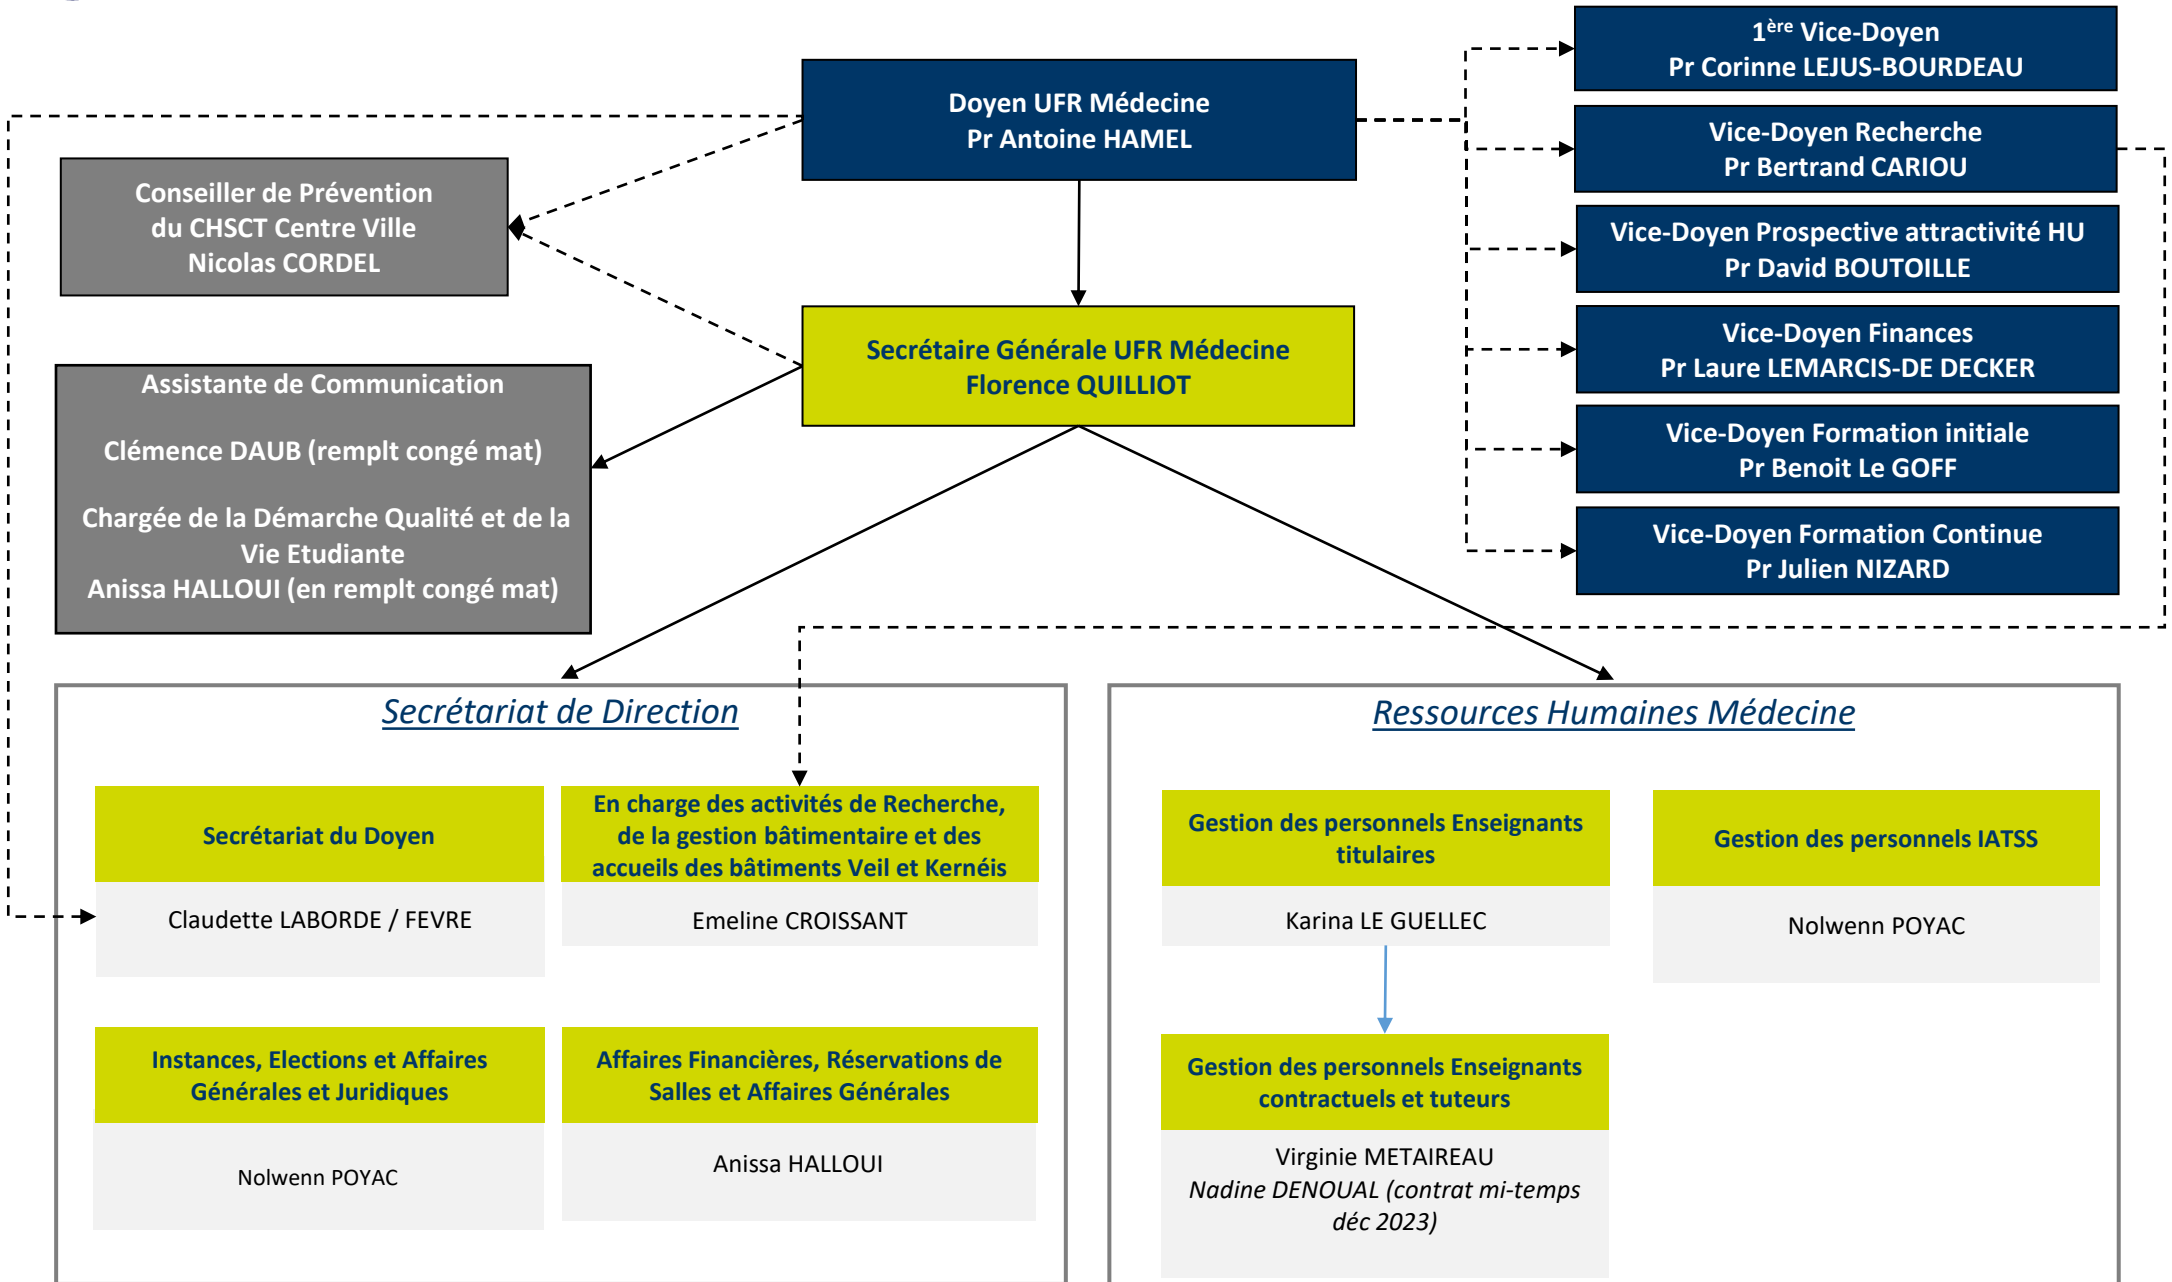 1ère Vice-Doyen
Pr Corinne LEJUS-BOURDEAU
Doyen UFR Médecine
Pr Antoine HAMEL
Vice-Doyen Recherche
Pr Bertrand CARIOU
Conseiller de Prévention
du CHSCT Centre Ville
Nicolas CORDEL
Vice-Doyen Prospective attractivité HU
Pr David BOUTOILLE
Secrétaire Générale UFR Médecine
Florence QUILLIOT
Vice-Doyen Finances
Pr Laure LEMARCIS-DE DECKER
Assistante de Communication
Clémence DAUB (remplt congé mat)
Chargée de la Démarche Qualité et de la
Vie Etudiante
Anissa HALLOUI (en remplt congé mat)
Vice-Doyen Formation initiale
Pr Benoit Le GOFF
Vice-Doyen Formation Continue
Pr Julien NIZARD
Secrétariat de Direction
Secrétariat du Doyen
Claudette LABORDE / FEVRE
En charge des activités de Recherche,
de la gestion bâtimentaire et des
accueils des bâtiments Veil et Kernéis
Emeline CROISSANT
Instances, Elections et Affaires
Générales et Juridiques
Nolwenn POYAC
Affaires Financières, Réservations de
Salles et Affaires Générales
Anissa HALLOUI
Ressources Humaines Médecine
Gestion des personnels Enseignants
titulaires
Karina LE GUELLEC
Gestion des personnels IATSS
Nolwenn POYAC
Gestion des personnels Enseignants
contractuels et tuteurs
Virginie METAIREAU
Nadine DENOUAL (contrat mi-temps
déc 2023)